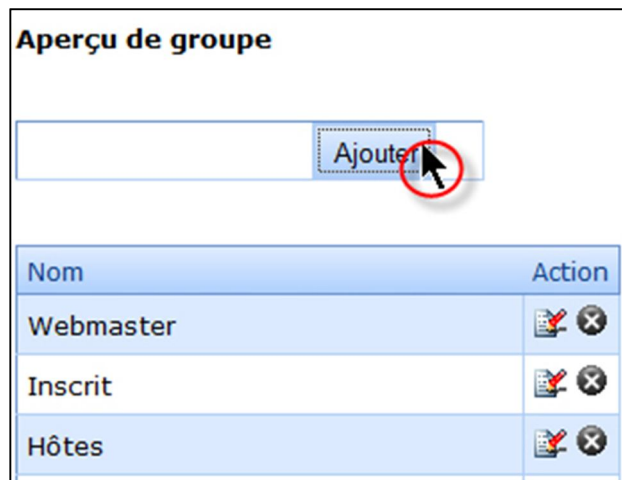 Aperçu de groupe
Ajouter
Nom Action
Webmaster
Inscrit
Hôtes